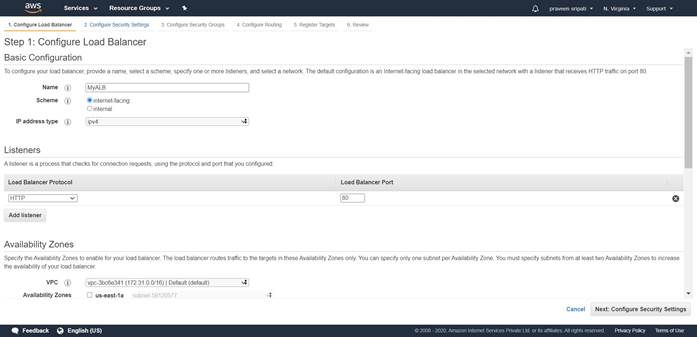 aws Services Resource Groups praveen sripati N. Virginia Support
1. Configure Load Balancer 2. Configure Security Settings 3. Configure Security Groups 4. Configure Routing 5. Register Targets 6. Review
Step 1: Configure Load Balancer
Basic Configuration
To configure your load balancer, provide a name, select a scheme, specify one or more listeners, and select a network. The default configuration is an Internet-facing load balancer in the selected network with a listener that receives HTTP traffic on port 80.
Name i MyALB
Scheme i internet-facing
internal
IP address type i ipv4
Listeners
A listener is a process that checks for connection requests, using the protocol and port that you configured.
Load Balancer Protocol Load Balancer Port
HTTP 80
Add listener
Availability Zones
Specify the Availability Zones to enable for your load balancer. The load balancer routes traffic to the targets in these Availability Zones only. You can specify only one subnet per Availability Zone. You must specify subnets from at least two Availability Zones to increase
the availability of your load balancer.
VPC i vpc-3bc6e341 (172.31.0.0/16) | Default (default)
Availability Zones us-east-1a
Cancel Next: Configure Security Settings
Feedback English (US) © 2008 - 2020, Amazon Internet Services Private Ltd. or its affiliates. All rights reserved. Privacy Policy Terms of Use